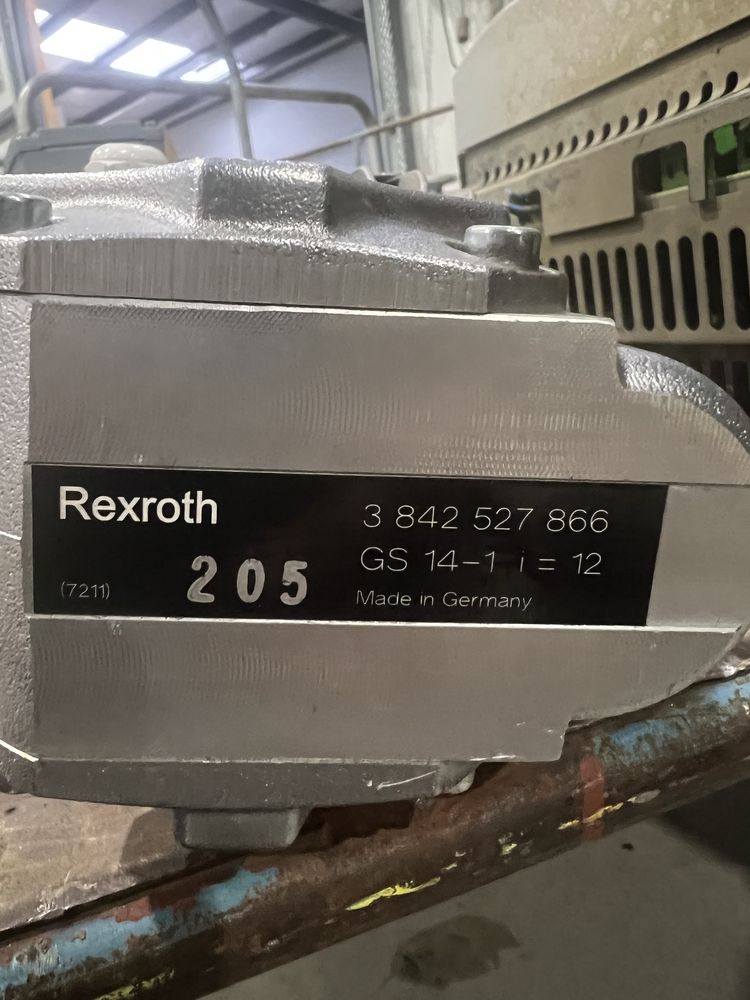 Rexroth
3 842 527 866
GS 14-1 i = 12
(7211)
205
Made in Germany